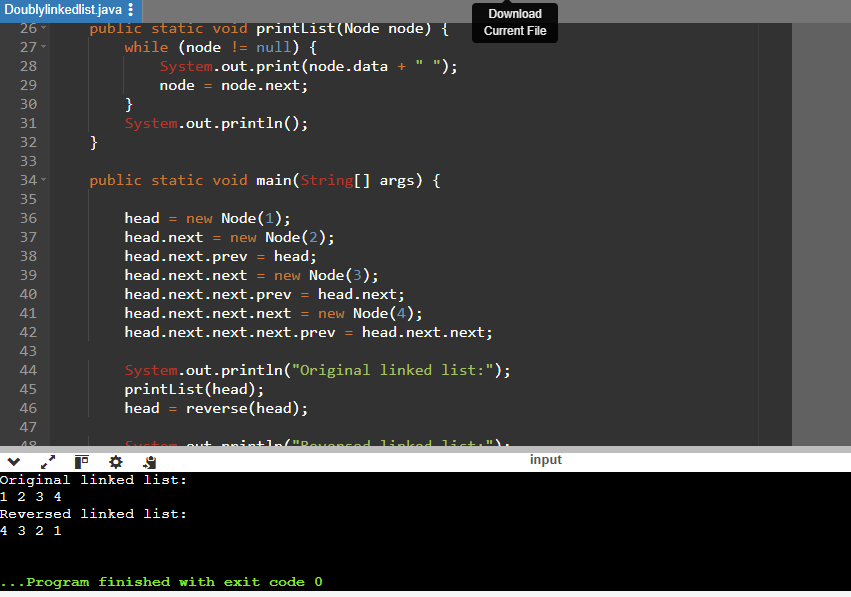 Doublylinkedlist.java
Download
Current File
26 public static void printList(Node node) {
27 while (node != null) {
28 System.out.print(node.data + " ");
29 node = node.next;
30 }
31 System.out.println();
32 }
33
34 public static void main(String[] args) {
35
36 head = new Node(1);
37 head.next = new Node(2);
38 head.next.prev = head;
39 head.next.next = new Node(3);
40 head.next.next.prev = head.next;
41 head.next.next.next = new Node(4);
42 head.next.next.next.prev = head.next.next;
43
44 System.out.println("Original linked list:");
45 printList(head);
46 head = reverse(head);
47
48 System.out.println("Reversed linked list:");
input
Original linked list:
1 2 3 4
Reversed linked list:
4 3 2 1
...Program finished with exit code 0